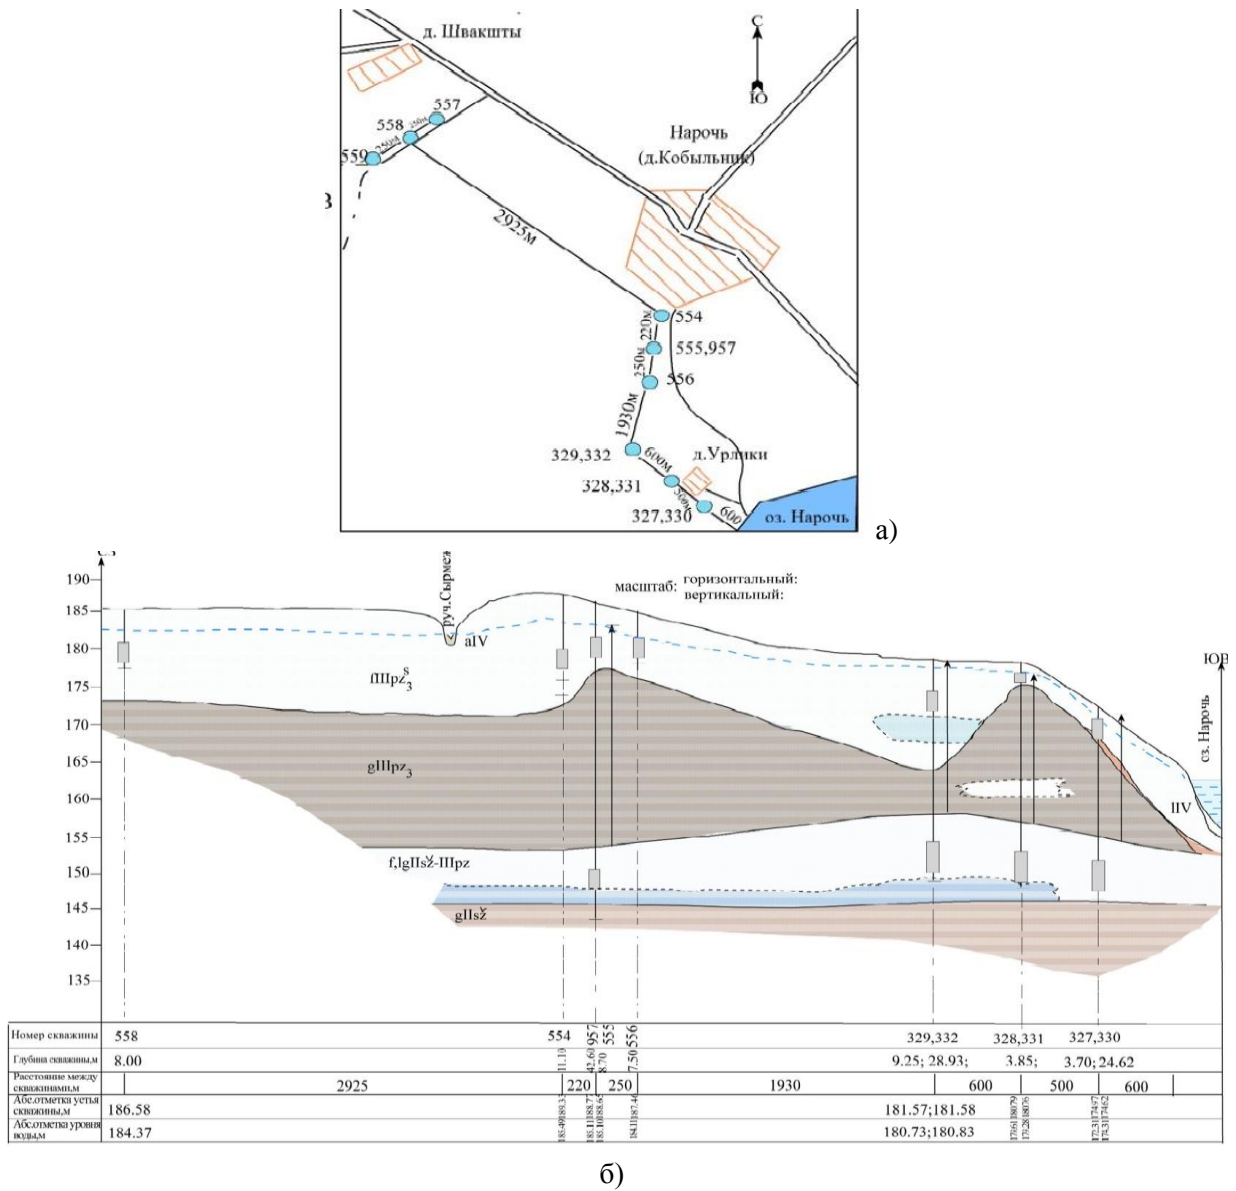 д. Швакшты
С
Ю
557
250м
558
250м
559
В
Нарочь
(д.Кобыльник)
2925м
554
220м
555,957
250м
556
1930м
329,332
600м
д.Урлики
328,331
500м
327,330
600
оз. Нарочь
а)
СЗ
190
185
180
175
170
165
160
155
150
145
140
135
руч.Сырмеж
масштаб: горизонтальный:
вертикальный:
аIV
ЮВ
fIIIpz₃ˢ
gIIIpz₃
оз. Нарочь
lIV
f,lgIIsž-IIIpz
gIIsž
Номер скважины 558 554 957 555 556 329,332 328,331 327,330
Глубина скважины,м 8.00 11.10 42.60 8.70 7.50 9.25; 28.93; 3.85; 3.70; 24.62
Расстояние между
скважинами,м 2925 220 250 1930 600 500 600
Абс.отметка устья
скважины,м 186.58 181.57;181.58
Абс.отметка уровня
воды,м 184.37 180.73;180.83
б)